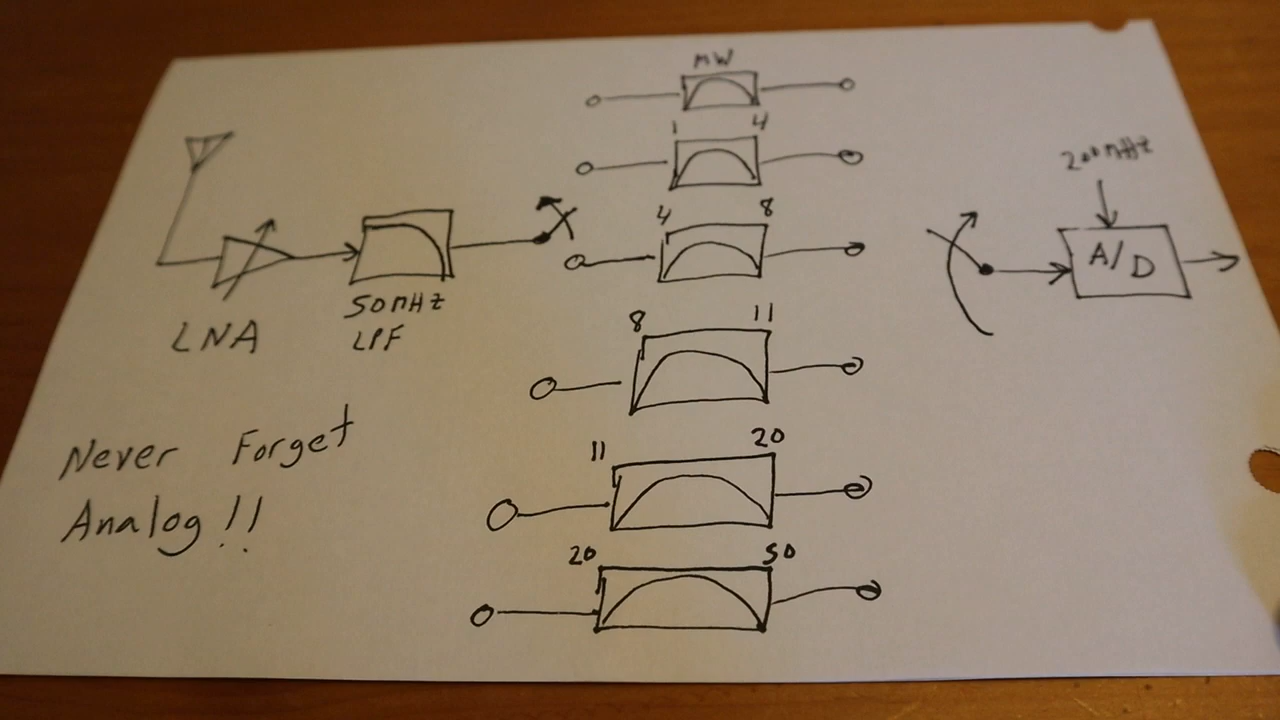 MW
1 4
200MHz
4 8
A/D
50MHz
LPF
LNA
8 11
Never Forget
Analog!!
11 20
20 50